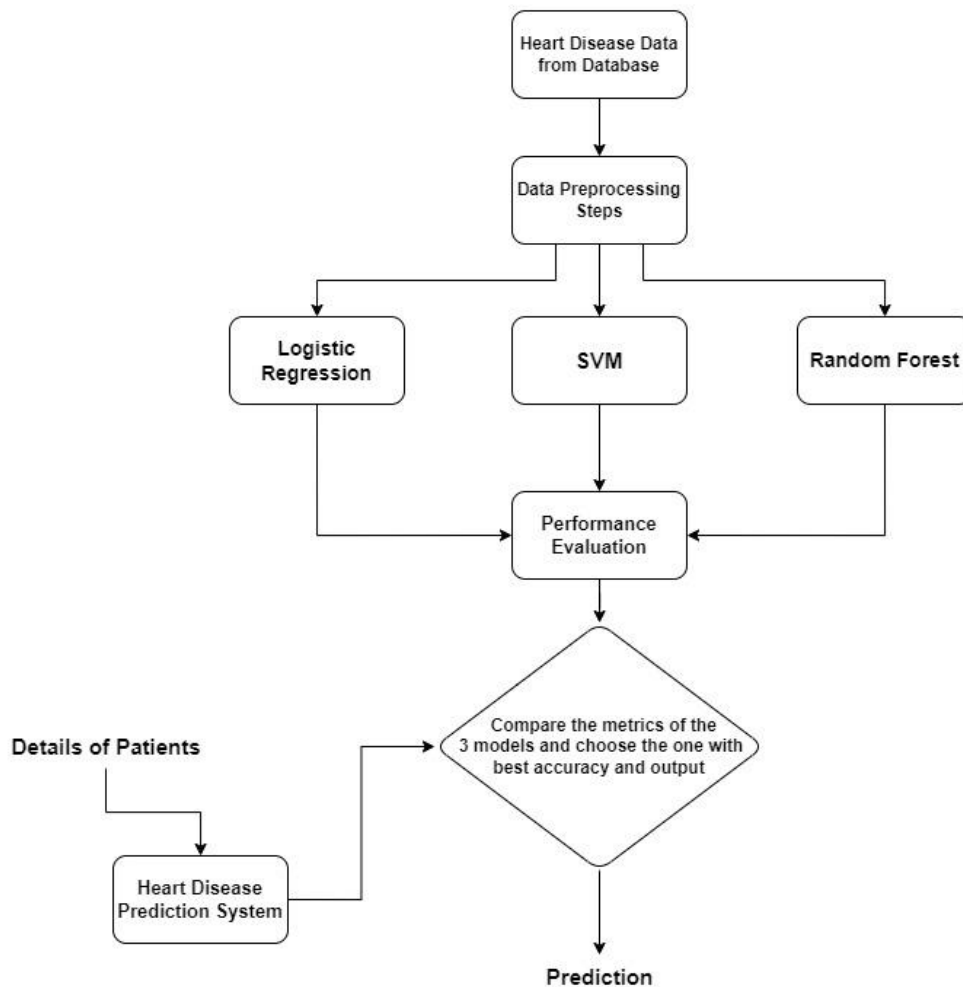 Heart Disease Data
from Database
Data Preprocessing
Steps
Logistic
Regression
SVM
Random Forest
Performance
Evaluation
Compare the metrics of the
3 models and choose the one with
best accuracy and output
Details of Patients
Heart Disease
Prediction System
Prediction